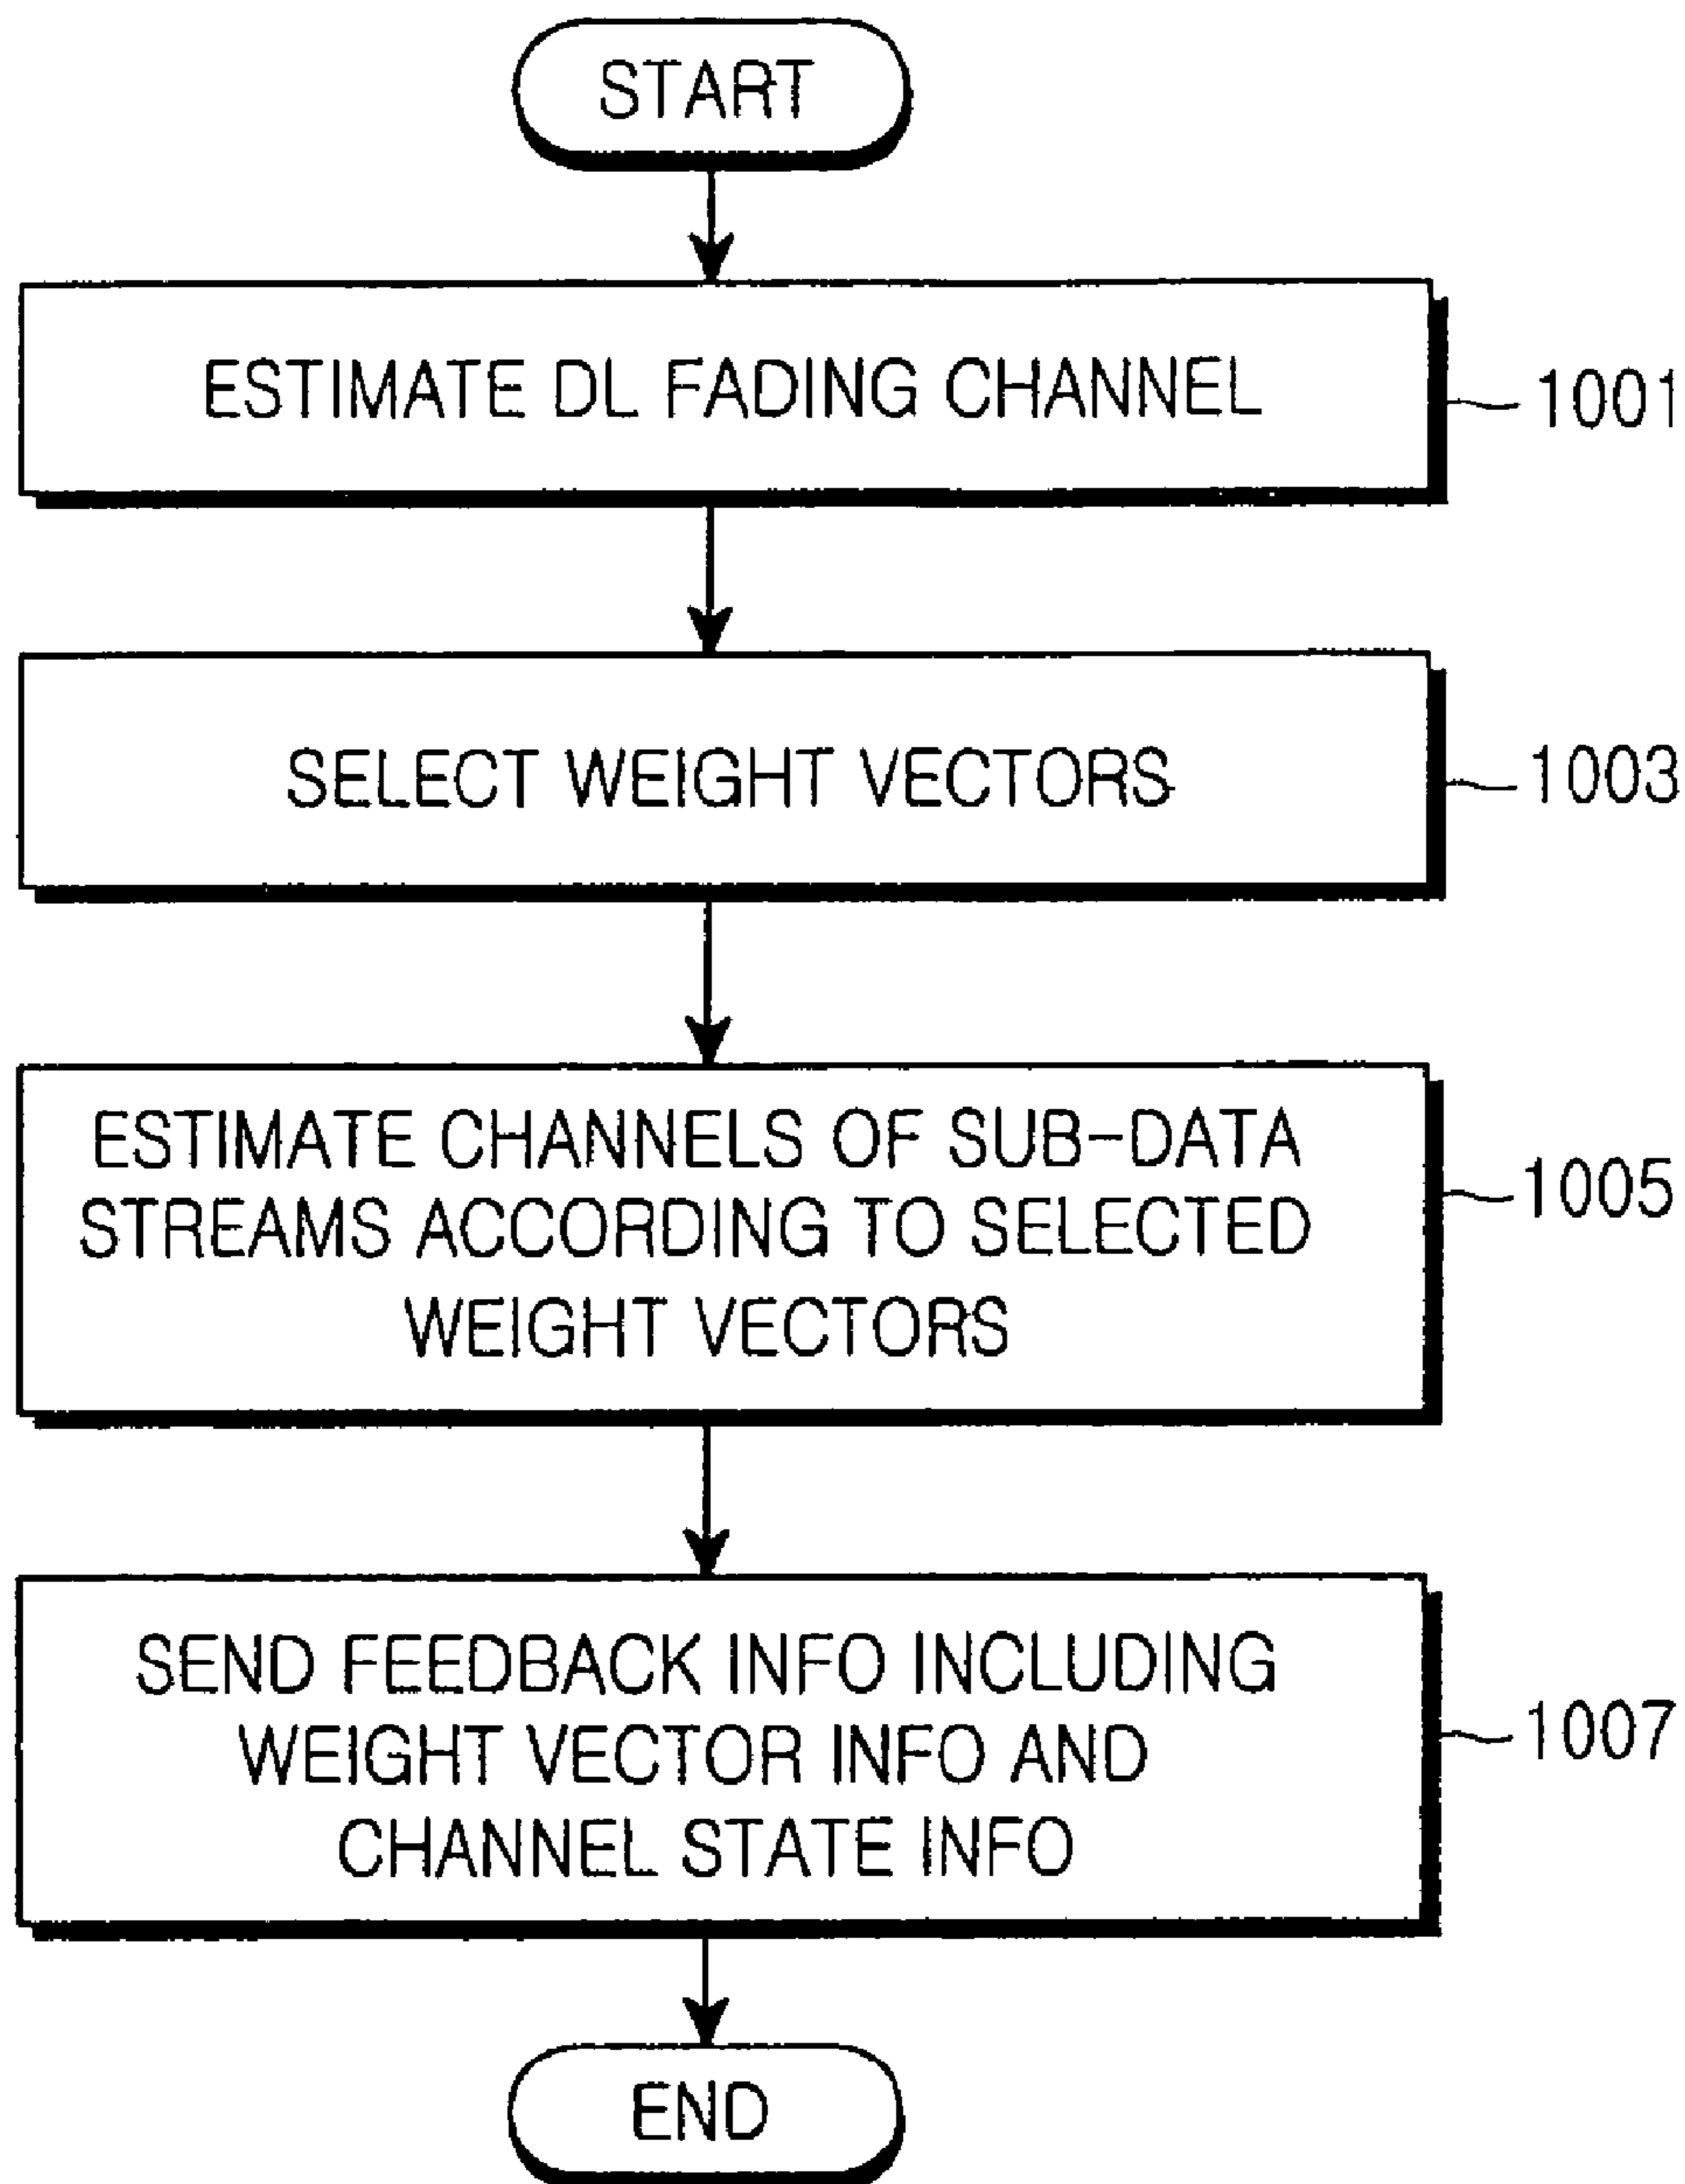 START
ESTIMATE DL FADING CHANNEL
1001
SELECT WEIGHT VECTORS
1003
ESTIMATE CHANNELS OF SUB-DATA
STREAMS ACCORDING TO SELECTED
WEIGHT VECTORS
1005
SEND FEEDBACK INFO INCLUDING
WEIGHT VECTOR INFO AND
CHANNEL STATE INFO
1007
END